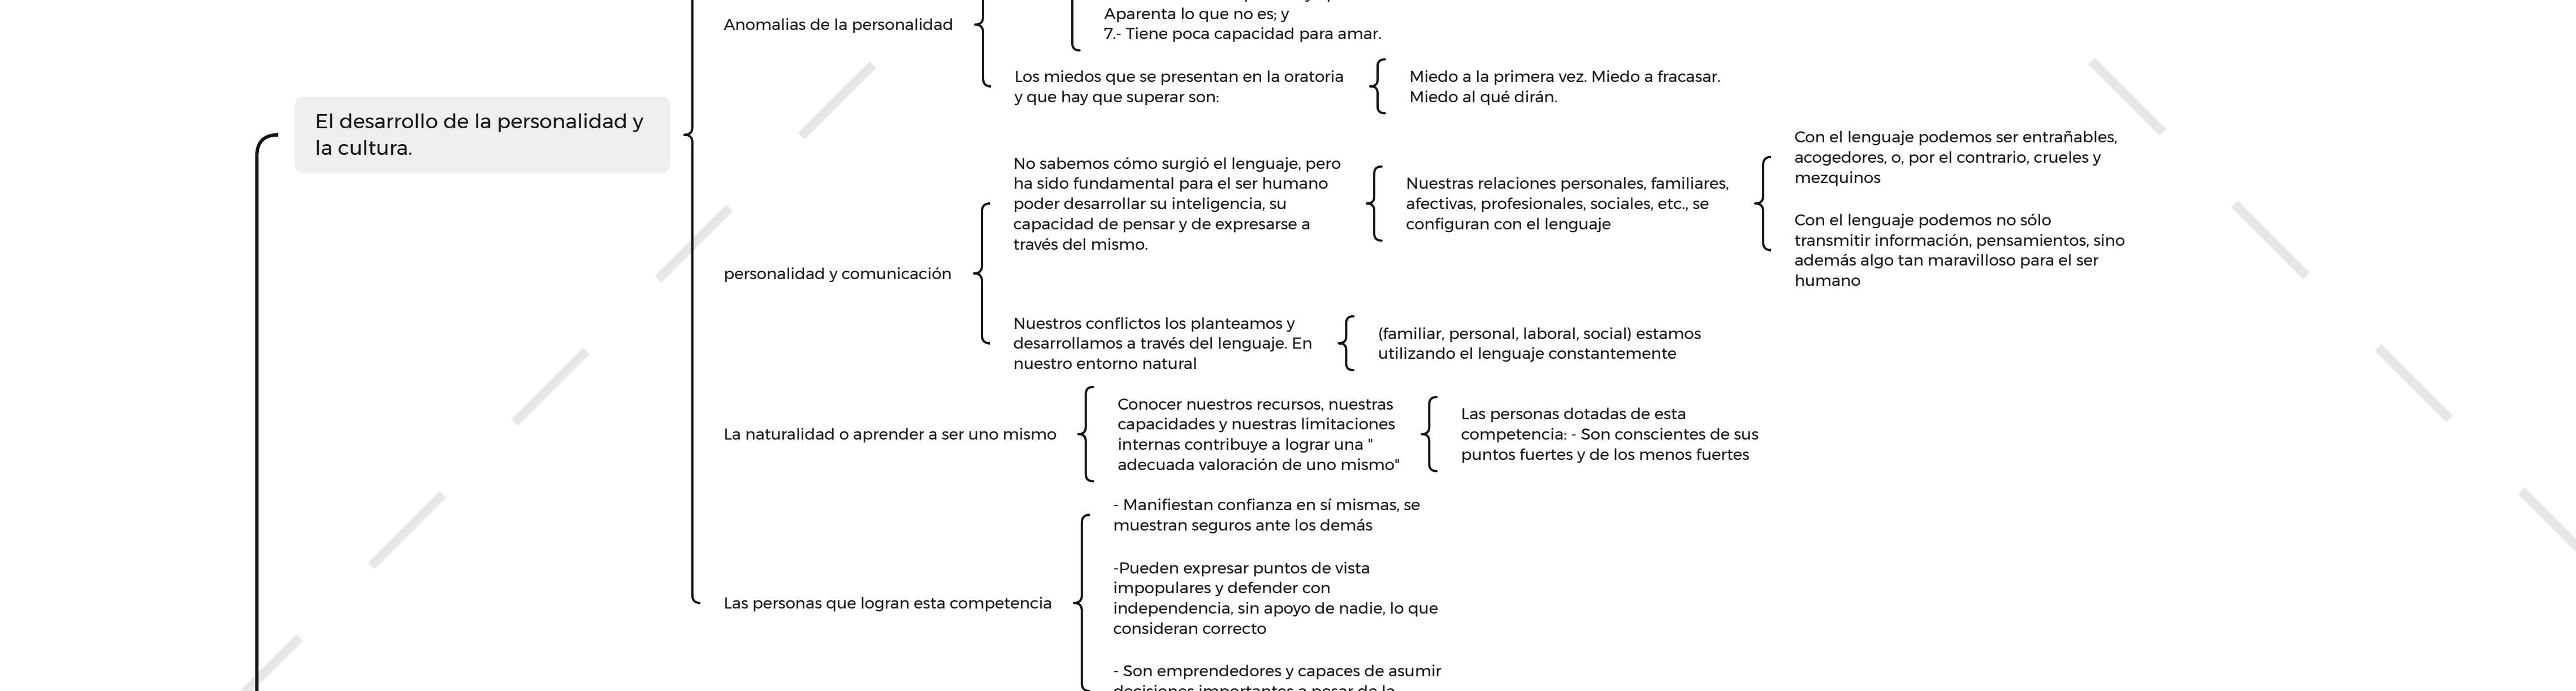 Aparenta lo que no es; y
7.- Tiene poca capacidad para amar.
Anomalias de la personalidad
Los miedos que se presentan en la oratoria
y que hay que superar son:
Miedo a la primera vez. Miedo a fracasar.
Miedo al qué dirán.
El desarrollo de la personalidad y
la cultura.
No sabemos cómo surgió el lenguaje, pero
ha sido fundamental para el ser humano
poder desarrollar su inteligencia, su
capacidad de pensar y de expresarse a
través del mismo.
Nuestras relaciones personales, familiares,
afectivas, profesionales, sociales, etc., se
configuran con el lenguaje
Con el lenguaje podemos ser entrañables,
acogedores, o, por el contrario, crueles y
mezquinos
Con el lenguaje podemos no sólo
transmitir información, pensamientos, sino
además algo tan maravilloso para el ser
humano
personalidad y comunicación
Nuestros conflictos los planteamos y
desarrollamos a través del lenguaje. En
nuestro entorno natural
(familiar, personal, laboral, social) estamos
utilizando el lenguaje constantemente
La naturalidad o aprender a ser uno mismo
Conocer nuestros recursos, nuestras
capacidades y nuestras limitaciones
internas contribuye a lograr una "
adecuada valoración de uno mismo"
Las personas dotadas de esta
competencia: - Son conscientes de sus
puntos fuertes y de los menos fuertes
Las personas que logran esta competencia
- Manifiestan confianza en sí mismas, se
muestran seguros ante los demás
-Pueden expresar puntos de vista
impopulares y defender con
independencia, sin apoyo de nadie, lo que
consideran correcto
- Son emprendedores y capaces de asumir
decisiones importantes a pesar de la